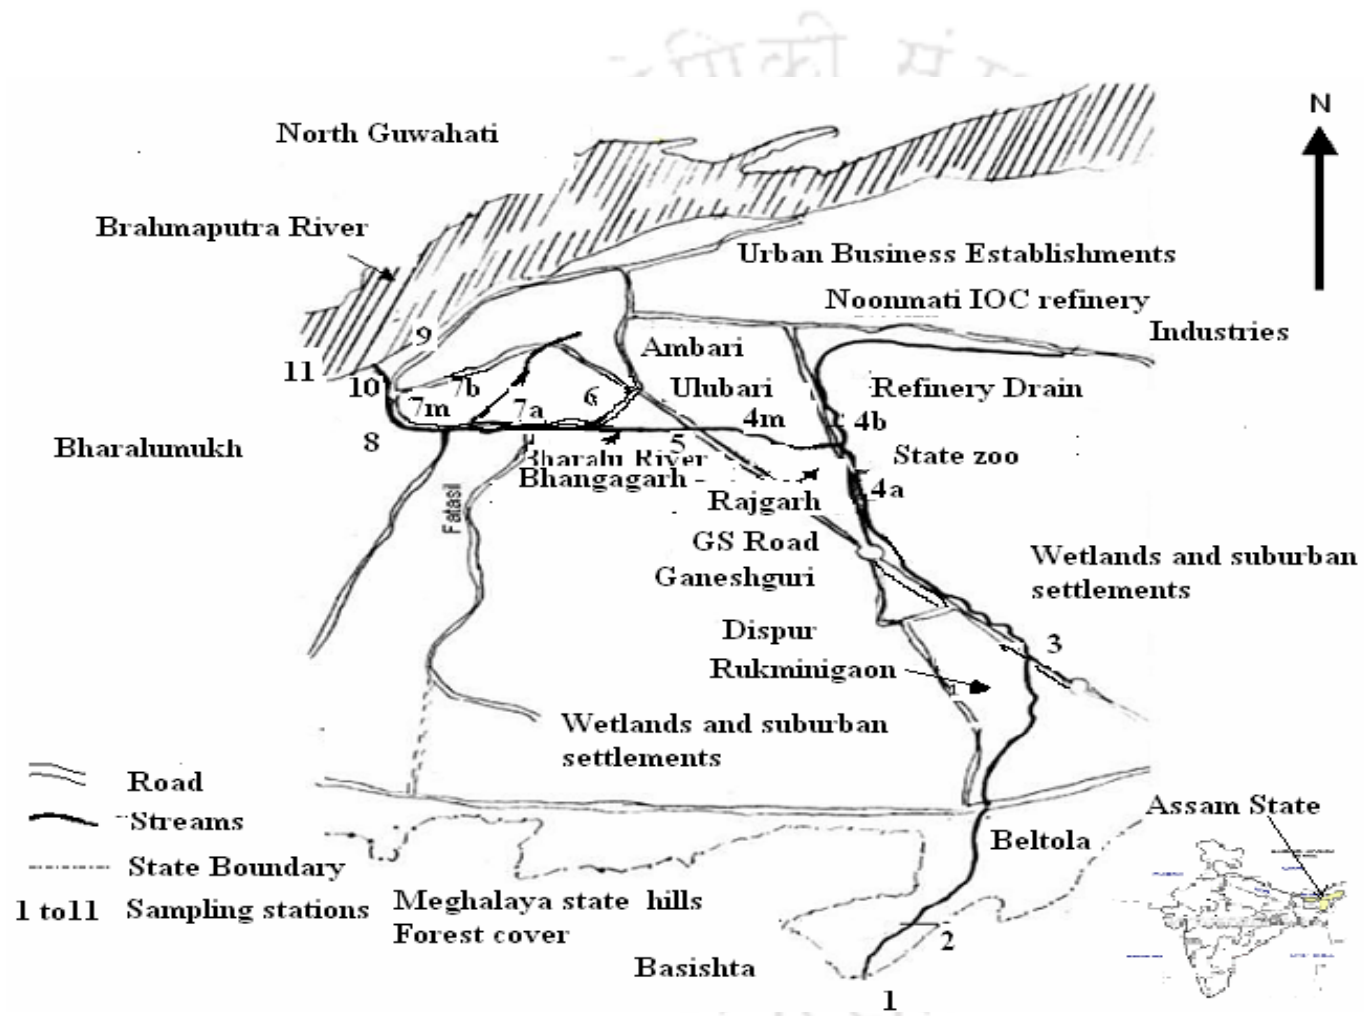 N
North Guwahati
Brahmaputra River
Urban Business Establishments
Noonmati IOC refinery
Industries
9
Ambari
11
10
7b
Ulubari
Refinery Drain
7m
7a
6
4m
4b
8
5
Bharalumukh
Bharalu River
State zoo
Bhangagarh
4a
Rajgarh
Fatasil
GS Road
Wetlands and suburban
settlements
Ganeshguri
Dispur
3
Rukminigaon
Wetlands and suburban
settlements
Road
Streams
State Boundary
1 to11 Sampling stations
Assam State
Beltola
Meghalaya state hills
Forest cover
2
Basishta
1